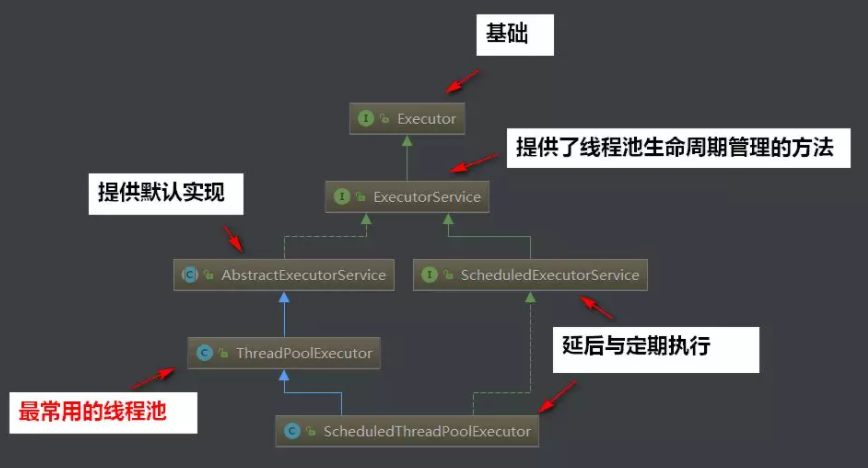 基础
I Executor
提供了线程池生命周期管理的方法
I ExecutorService
提供默认实现
C AbstractExecutorService
I ScheduledExecutorService
延后与定期执行
C ThreadPoolExecutor
最常用的线程池
C ScheduledThreadPoolExecutor